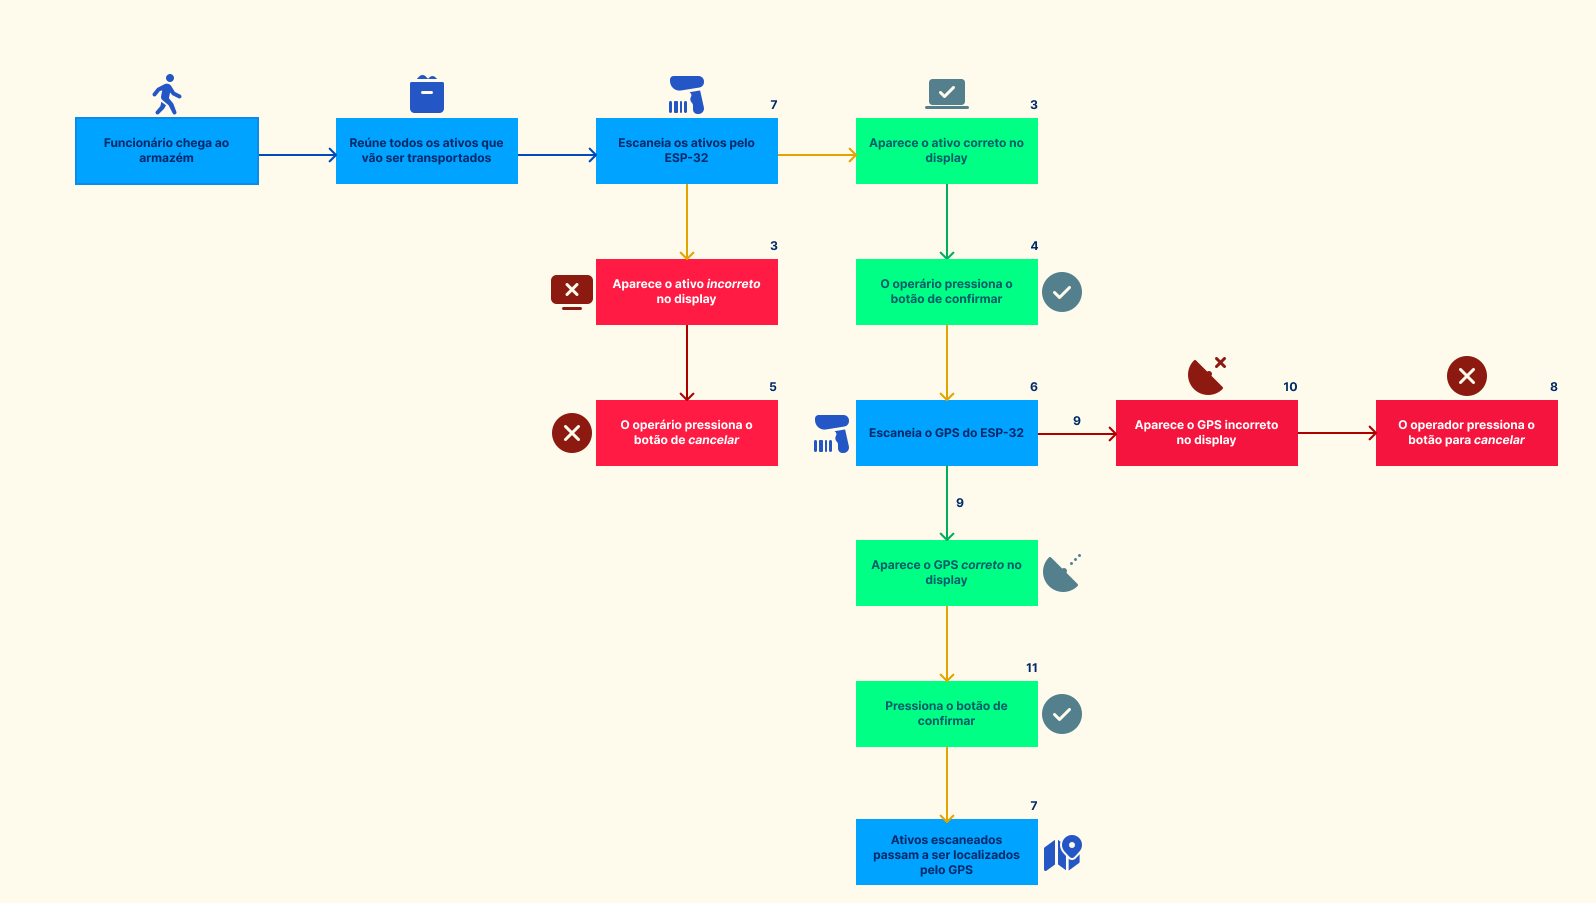 7
3
Funcionário chega ao
armazém
Reúne todos os ativos que
vão ser transportados
Escaneia os ativos pelo
ESP-32
Aparece o ativo correto no
display
3
4
Aparece o ativo incorreto
no display
O operário pressiona o
botão de confirmar
5
6
10
8
O operário pressiona o
botão de cancelar
Escaneia o GPS do ESP-32
9
Aparece o GPS incorreto
no display
O operador pressiona o
botão para cancelar
9
Aparece o GPS correto no
display
11
Pressiona o botão de
confirmar
7
Ativos escaneados
passam a ser localizados
pelo GPS